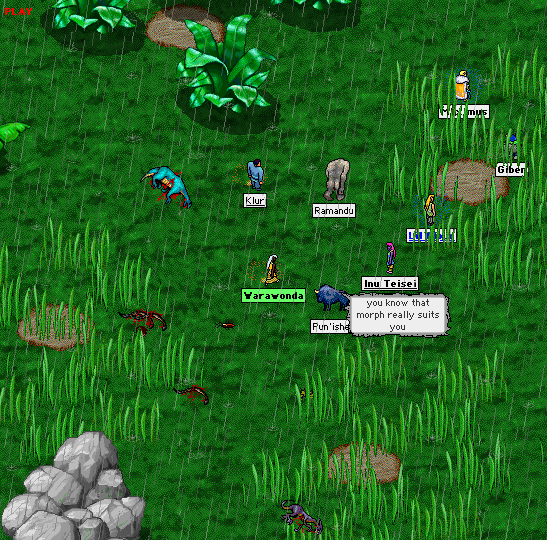 PLAY
Giber
Klur
Ramandu
Inu Teisei
Warawonda
you know that
morph really suits
you